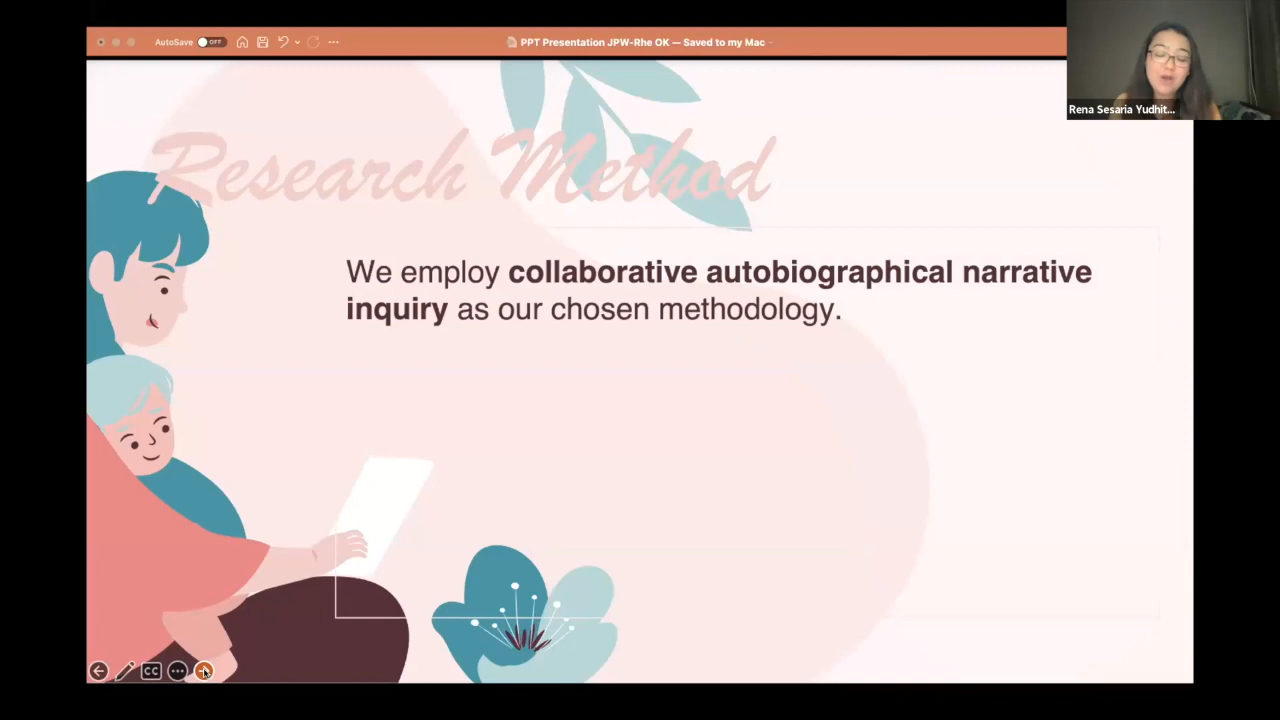 AutoSave OFF
PPT Presentation JPW-Rhe OK — Saved to my Mac
Rena Sesaria Yudhit...
Research Method
We employ collaborative autobiographical narrative
inquiry as our chosen methodology.
CC